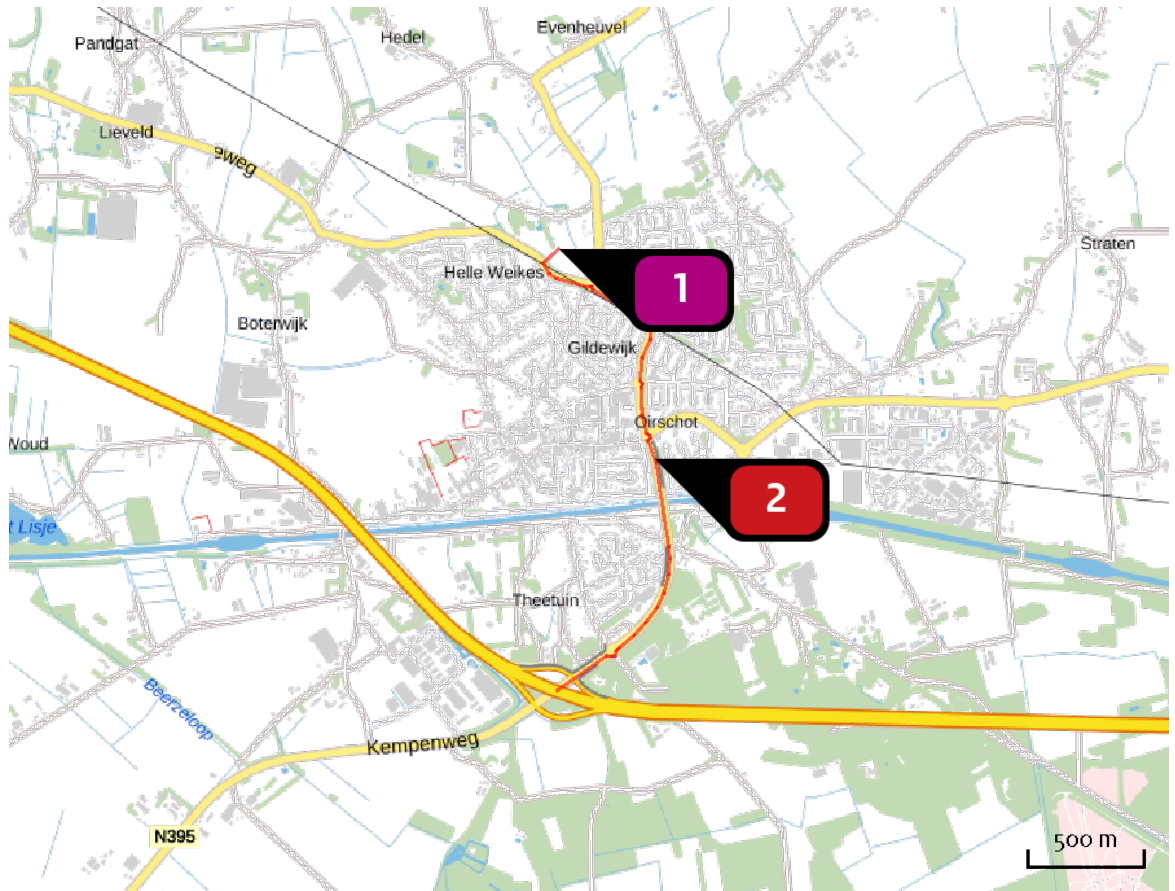 Evenheuvel
Hedel
Pandgat
Lieveld
eweg
Straten
Helle Weikes
1
Boterwijk
Gildewijk
Oirschot
Woud
2
t Lisje
Theetuin
Beerzeloop
Kempenweg
N395
500 m